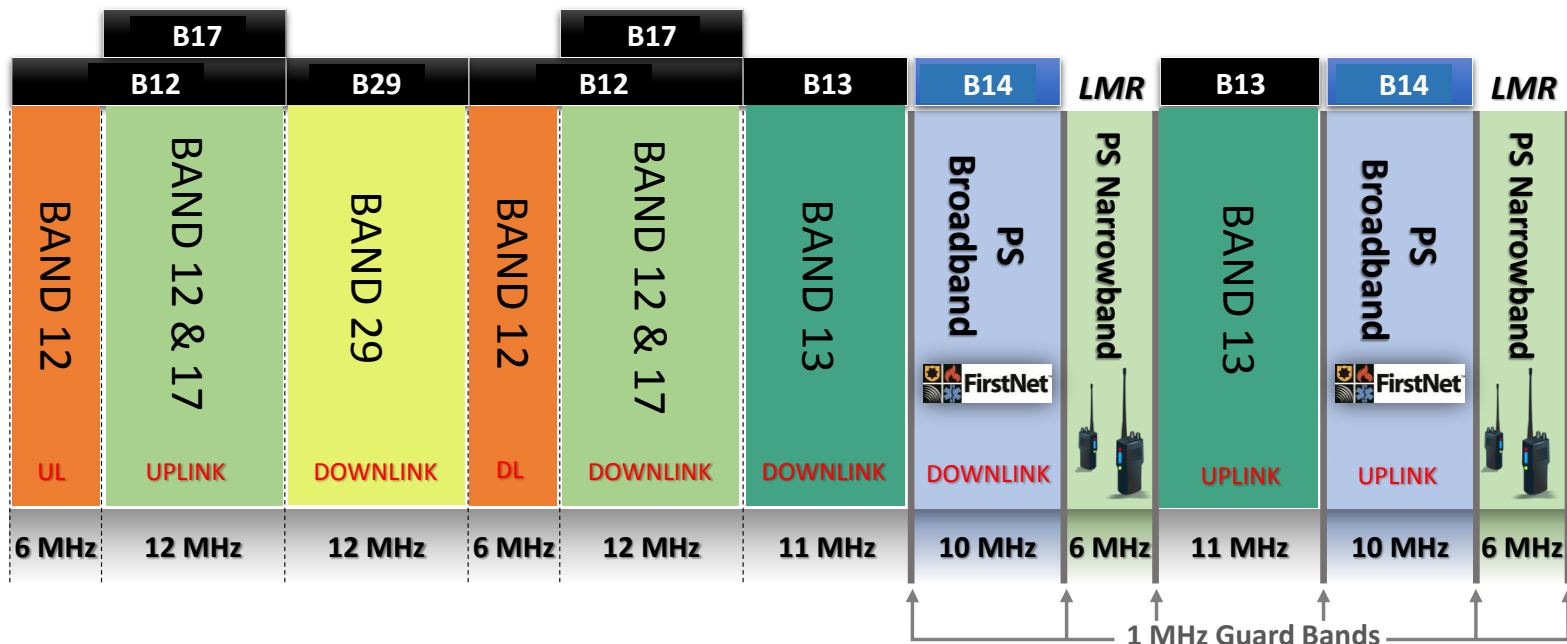 B17
B17
B12
B29
B12
B13
B14
LMR
B13
B14
LMR
BAND 12
BAND 12 & 17
BAND 29
BAND 12
BAND 12 & 17
BAND 13
PS
Broadband
PS Narrowband
BAND 13
PS
Broadband
PS Narrowband
FirstNet™
FirstNet™
UL
UPLINK
DOWNLINK
DL
DOWNLINK
DOWNLINK
DOWNLINK
UPLINK
UPLINK
6 MHz
12 MHz
12 MHz
6 MHz
12 MHz
11 MHz
10 MHz
6 MHz
11 MHz
10 MHz
6 MHz
1 MHz Guard Bands